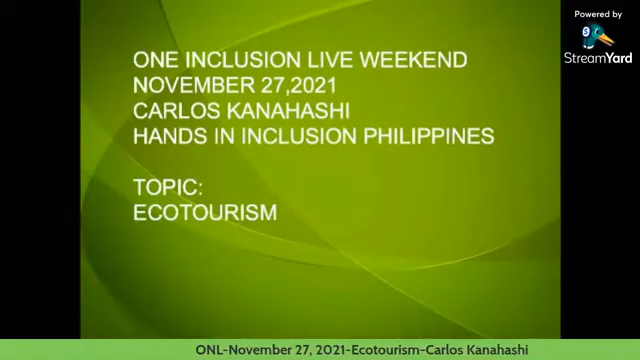 Powered by
StreamYard
ONE INCLUSION LIVE WEEKEND
NOVEMBER 27,2021
CARLOS KANAHASHI
HANDS IN INCLUSION PHILIPPINES
TOPIC:
ECOTOURISM
ONL-November 27, 2021-Ecotourism-Carlos Kanahashi